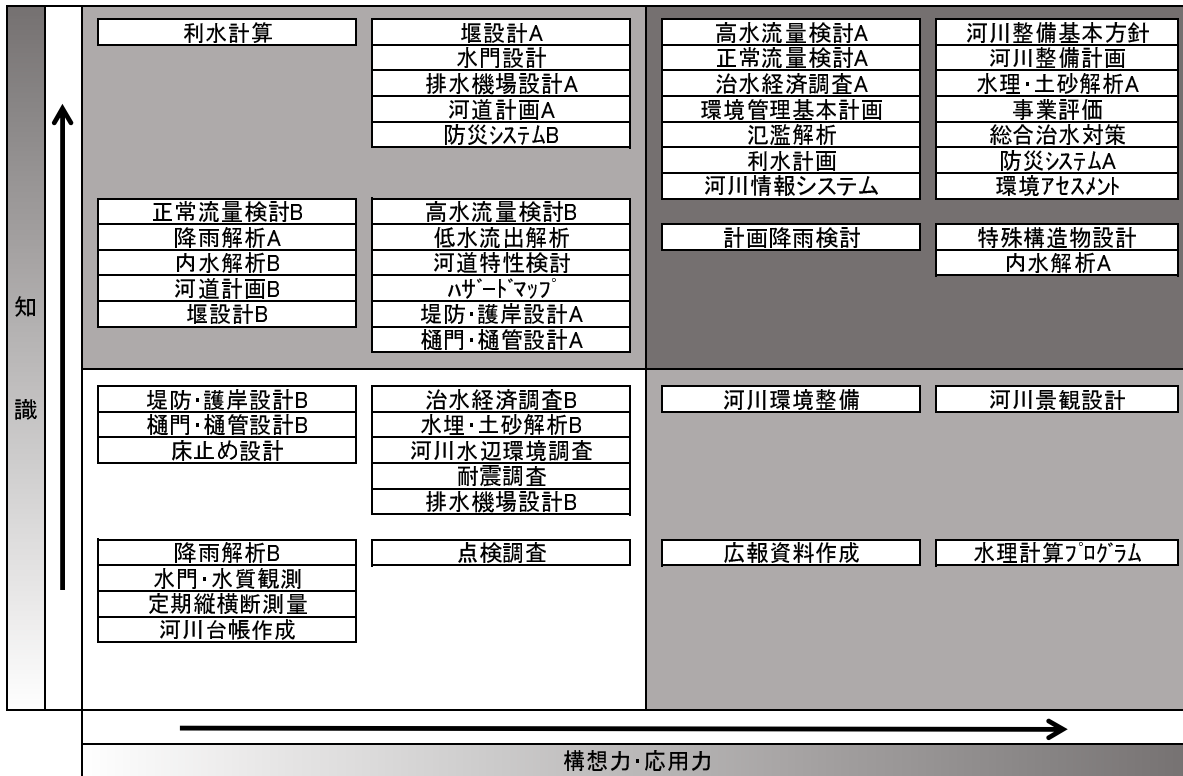 利水計算
堰設計A
水門設計
排水機場設計A
河道計画A
防災システムB
高水流量検討A
正常流量検討A
治水経済調査A
環境管理基本計画
氾濫解析
利水計画
河川情報システム
河川整備基本方針
河川整備計画
水理・土砂解析A
事業評価
総合治水対策
防災システムA
環境アセスメント
正常流量検討B
降雨解析A
内水解析B
河道計画B
堰設計B
高水流量検討B
低水流出解析
河道特性検討
ハザードマップ
堤防・護岸設計A
樋門・樋管設計A
計画降雨検討
特殊構造物設計
内水解析A
知
識
堤防・護岸設計B
樋門・樋管設計B
床止め設計
治水経済調査B
水埋・土砂解析B
河川水辺環境調査
耐震調査
排水機場設計B
河川環境整備
河川景観設計
降雨解析B
水門・水質観測
定期縦横断測量
河川台帳作成
点検調査
広報資料作成
水理計算プログラム
構想力・応用力